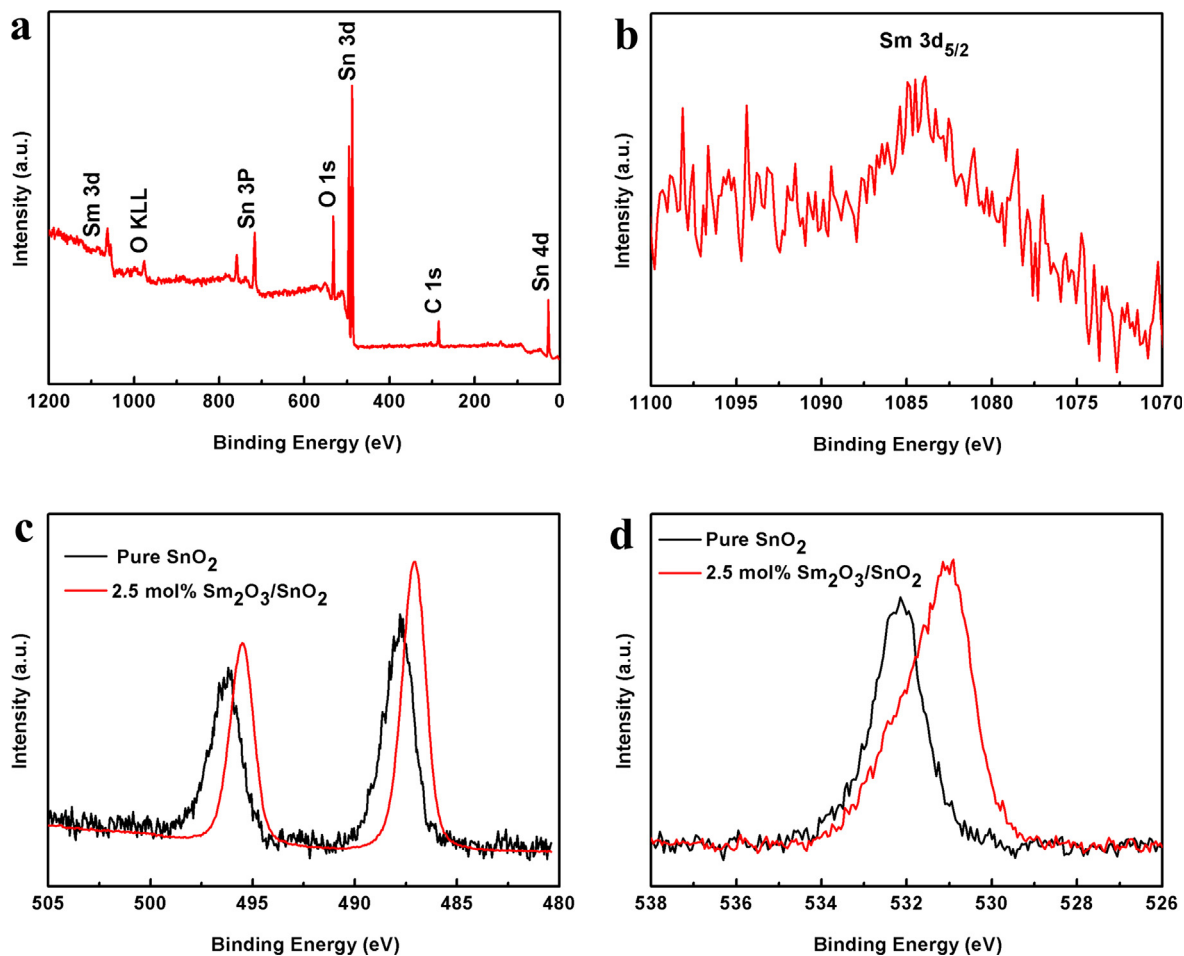 a
Sm 3d
O KLL
Sn 3P
O 1s
Sn 3d
C 1s
Sn 4d
Intensity (a.u.)
1200 1000 800 600 400 200 0
Binding Energy (eV)
b
Sm 3d5/2
Intensity (a.u.)
1100 1095 1090 1085 1080 1075 1070
Binding Energy (eV)
c
Pure SnO2
2.5 mol% Sm2O3/SnO2
Intensity (a.u.)
505 500 495 490 485 480
Binding Energy (eV)
d
Pure SnO2
2.5 mol% Sm2O3/SnO2
Intensity (a.u.)
538 536 534 532 530 528 526
Binding Energy (eV)